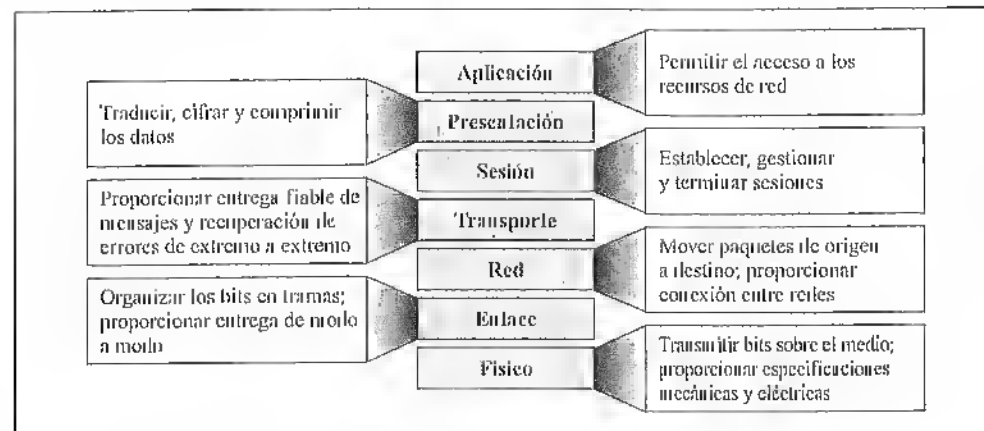 Aplicación
Permitir el acceso a los
recursos de red
Traducir, cifrar y comprimir
los datos
Presentación
Sesión
Establecer, gestionar
y terminar sesiones
Proporcionar entrega fiable de
mensajes y recuperación de
errores de extremo a extremo
Transporte
Red
Mover paquetes de origen
a destino; proporcionar
conexión entre redes
Organizar los bits en tramas;
proporcionar entrega de nodo
a nodo
Enlace
Físico
Transmitir bits sobre el medio;
proporcionar especificaciones
mecánicas y eléctricas